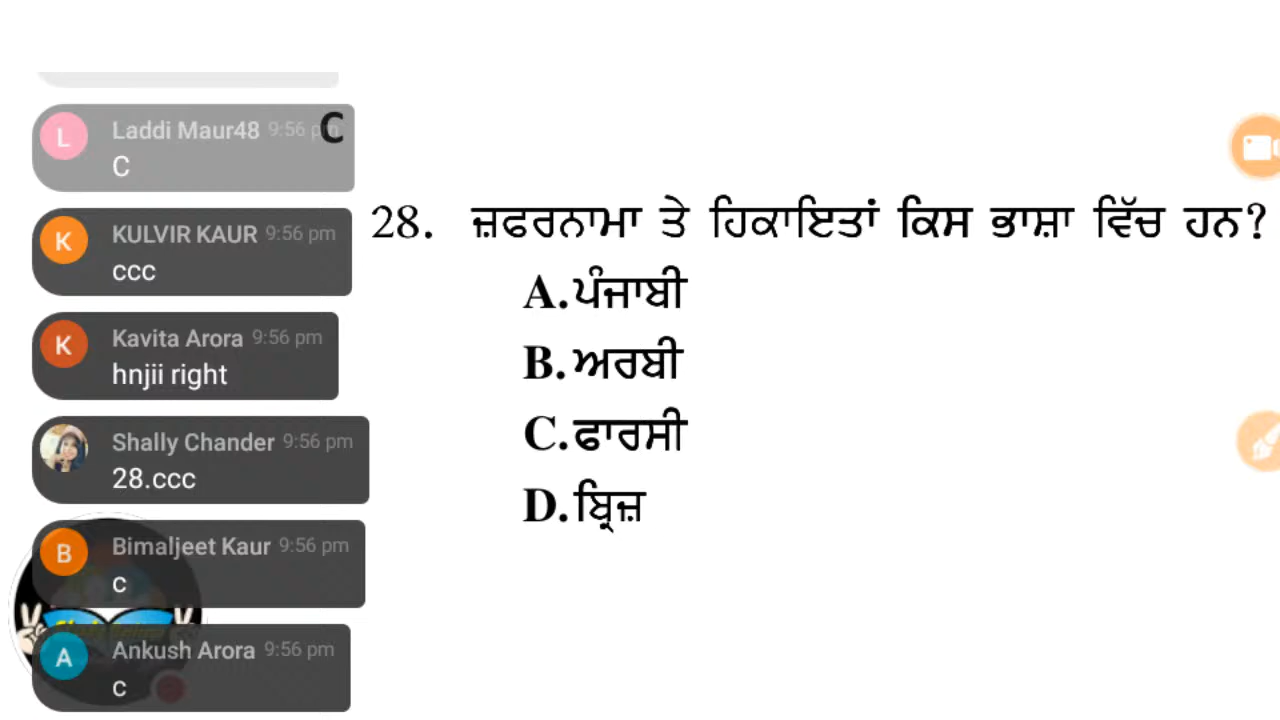 Laddi Maur48 9:56 pm
C
C
KULVIR KAUR 9:56 pm
ccc
Kavita Arora 9:56 pm
hnjii right
Shally Chander 9:56 pm
28.ccc
Bimaljeet Kaur 9:56 pm
c
Ankush Arora 9:56 pm
c
28. ਜ਼ਫਰਨਾਮਾ ਤੇ ਹਿਕਾਇਤਾਂ ਕਿਸ ਭਾਸ਼ਾ ਵਿੱਚ ਹਨ?
A.ਪੰਜਾਬੀ
B.ਅਰਬੀ
C.ਫਾਰਸੀ
D.ਬ੍ਰਿਜ਼